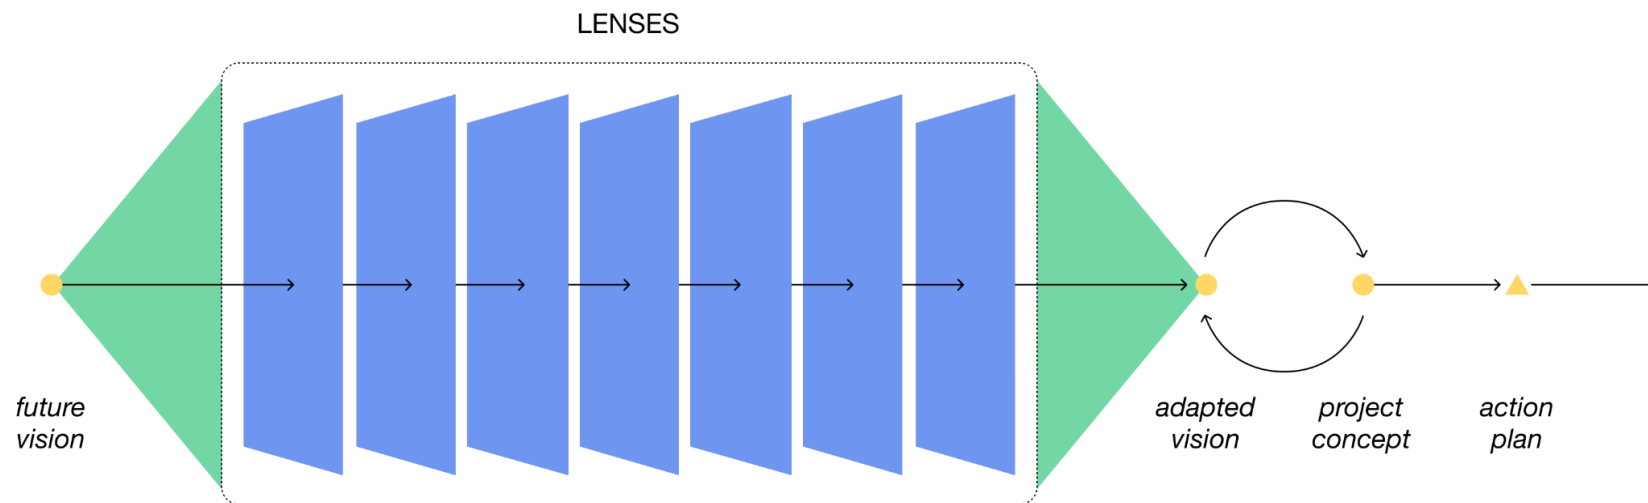 LENSES
future
vision
adapted
vision
project
concept
action
plan